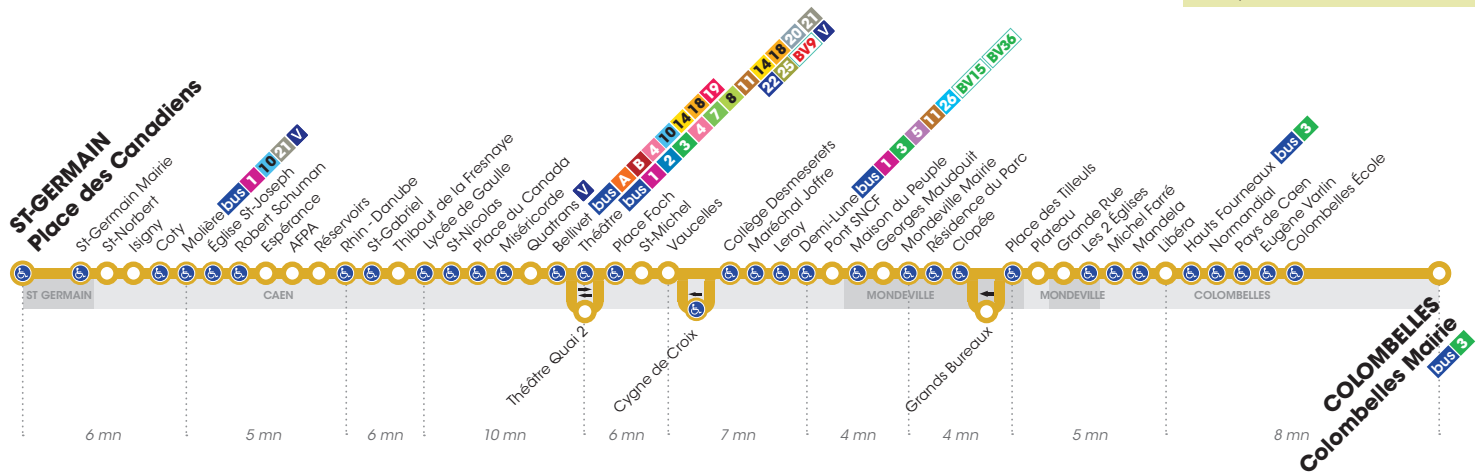 ST-GERMAIN
Place des Canadiens
St-Germain Mairie
St-Norbert
Isigny
Coty
Molière bus 1 10 21 V
Église St-Joseph
Robert Schuman
Espérance
AFPA
Réservoirs
Rhin - Danube
St-Gabriel
Thibout de la Fresnaye
Lycée de Gaulle
St-Nicolas
Place du Canada
Miséricorde
Quatrans V
Bellivet bus A B 4 10 14 18 19
Théâtre bus 1 2 3 4 7 8 11 14 18 20 21
22 25 BV9 V
Place Foch
St-Michel
Vaucelles
Collège Desmeserets
Maréchal Joffre
Leroy
Demi-Lune bus 1 3 5 11 26 BV15 BV36
Pont SNCF
Maison du Peuple
Georges Maudouit
Mondeville Mairie
Résidence du Parc
Clopée
Place des Tilleuls
Plateau
Grande Rue
Les 2 Églises
Michel Farré
Mandela
Libéra
Hauts Fourneaux bus 3
Normandial
Pays de Caen
Eugène Varlin
Colombelles École
COLOMBELLES
Colombelles Mairie
bus 3
ST GERMAIN
CAEN
MONDEVILLE
MONDEVILLE
COLOMBELLES
Théâtre Quai 2
Cygne de Croix
Grands Bureaux
6 mn
5 mn
6 mn
10 mn
6 mn
7 mn
4 mn
4 mn
5 mn
8 mn